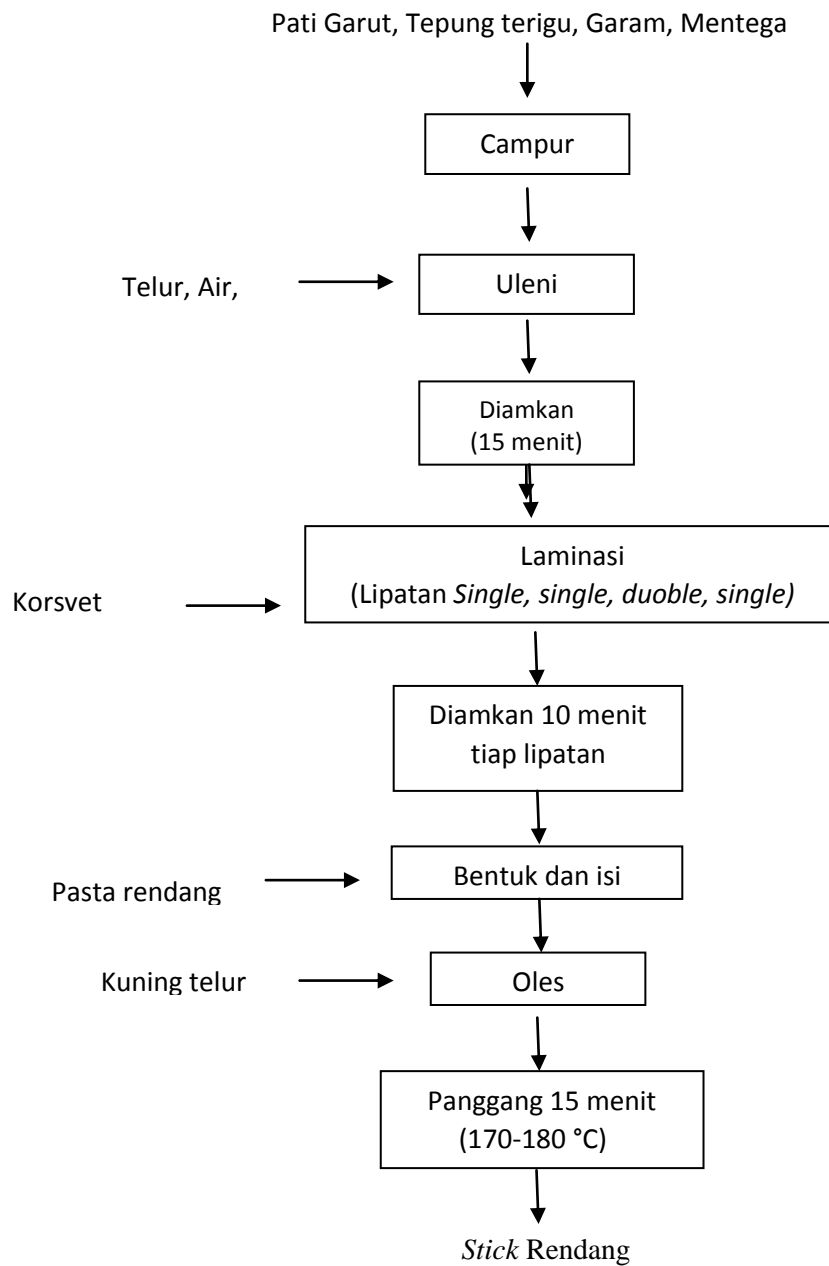 Pati Garut, Tepung terigu, Garam, Mentega
Campur
Telur, Air,
Uleni
Diamkan
(15 menit)
Laminasi
(Lipatan Single, single, duoble, single)
Korsvet
Diamkan 10 menit
tiap lipatan
Pasta rendang
Bentuk dan isi
Kuning telur
Oles
Panggang 15 menit
(170-180 °C)
Stick Rendang